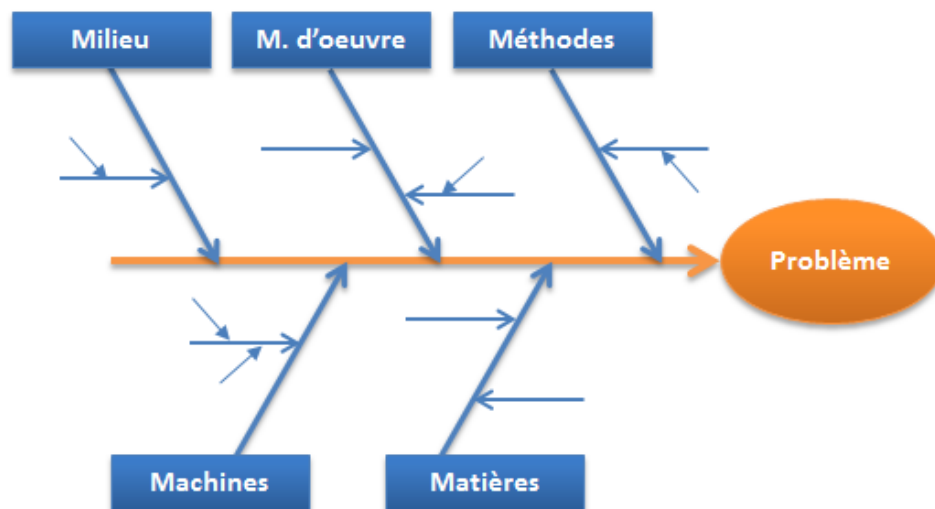 Milieu
M. d'oeuvre
Méthodes
Problème
Machines
Matières